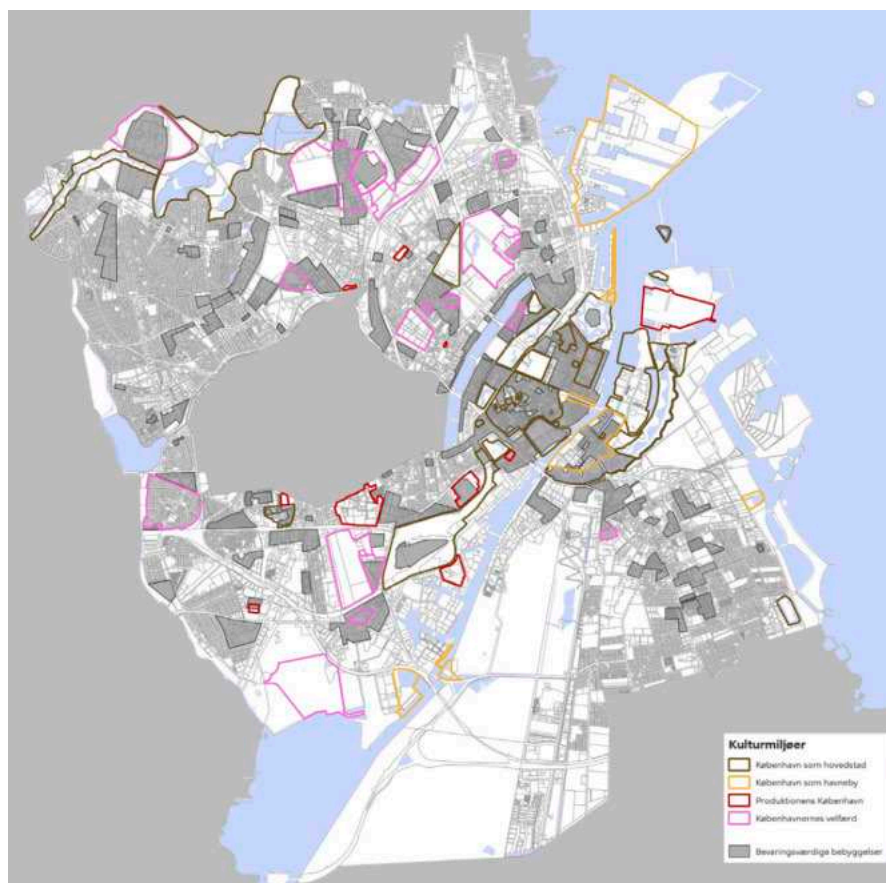 Kulturmiljøer
København som hovedstad
København som havneby
Produktionens København
Københavnernes velfærd
Bevaringsværdige bebyggelser